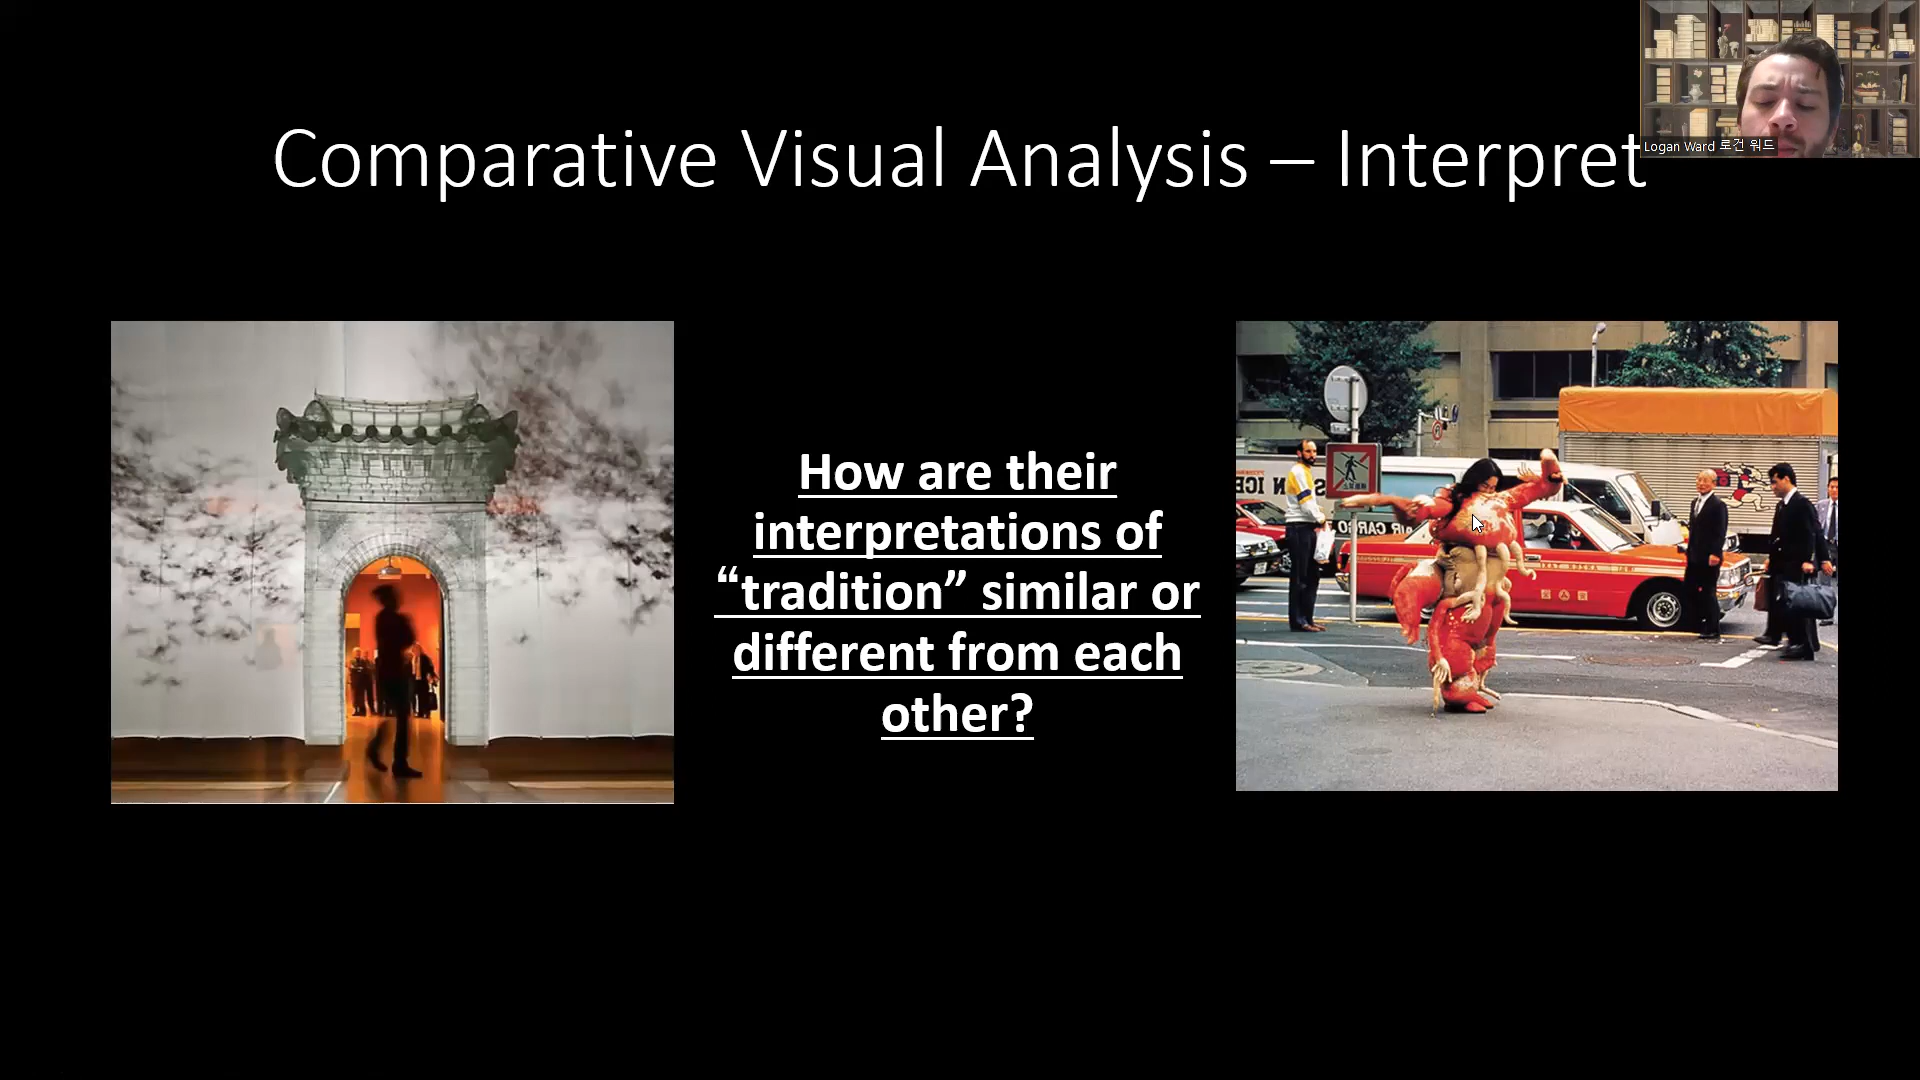 Comparative Visual Analysis – Interpret
Logan Ward 로건 워드
How are their
interpretations of
“tradition” similar or
different from each
other?